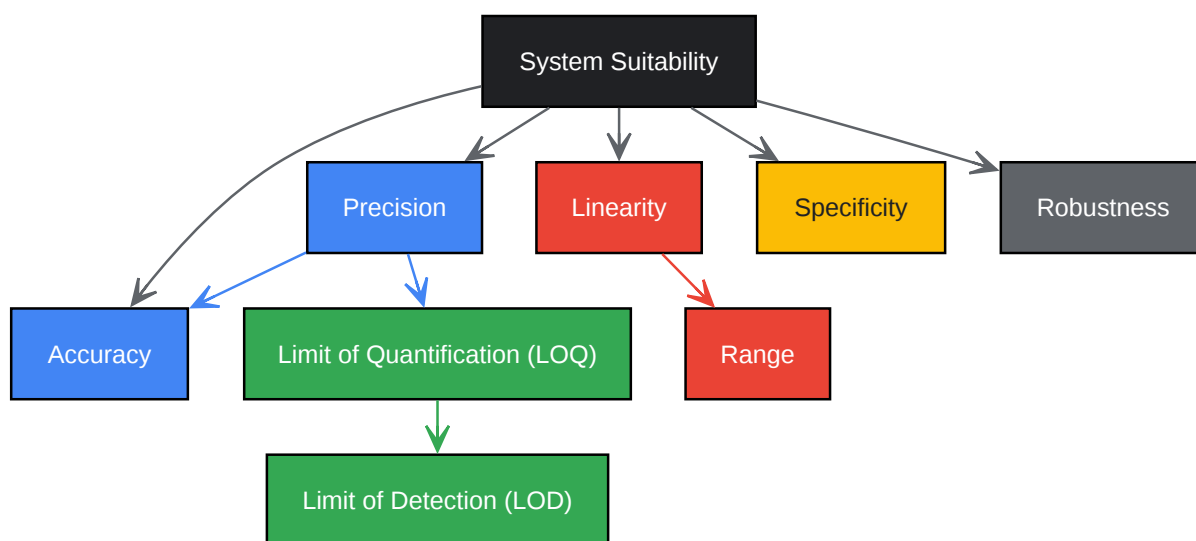 System Suitability
Precision
Linearity
Specificity
Robustness
Accuracy
Limit of Quantification (LOQ)
Range
Limit of Detection (LOD)